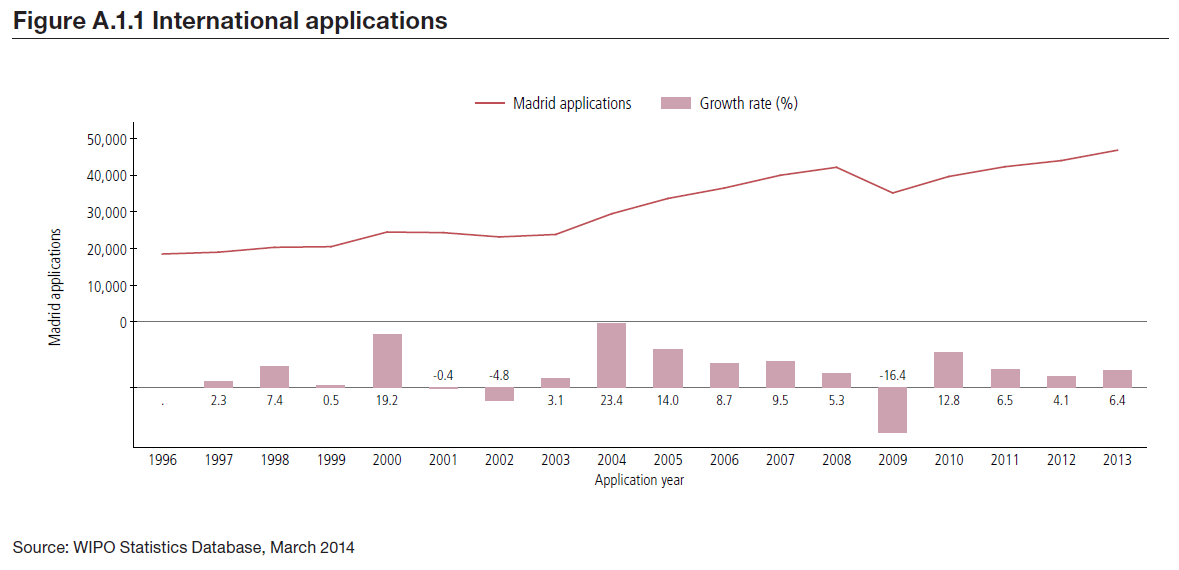 Figure A.1.1 International applications
Madrid applications Growth rate (%)
50,000
40,000
30,000
20,000
10,000
0
Madrid applications
-0.4 -4.8 -16.4
. 2.3 7.4 0.5 19.2 3.1 23.4 14.0 8.7 9.5 5.3 12.8 6.5 4.1 6.4
1996 1997 1998 1999 2000 2001 2002 2003 2004 2005 2006 2007 2008 2009 2010 2011 2012 2013
Application year
Source: WIPO Statistics Database, March 2014